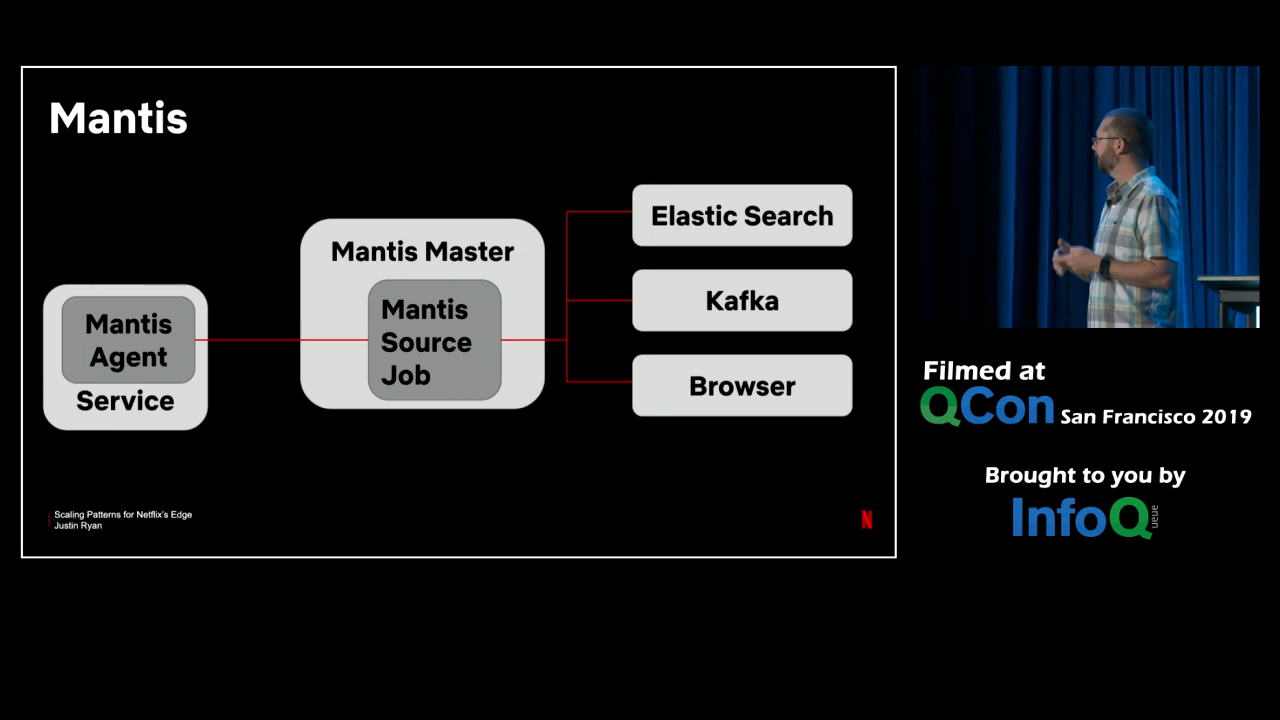 Mantis
Mantis
Agent
Service
Mantis Master
Mantis
Source
Job
Elastic Search
Kafka
Browser
Scaling Patterns for Netflix's Edge
Justin Ryan
N
Filmed at
QCon San Francisco 2019
Brought to you by
InfoQ
ueue